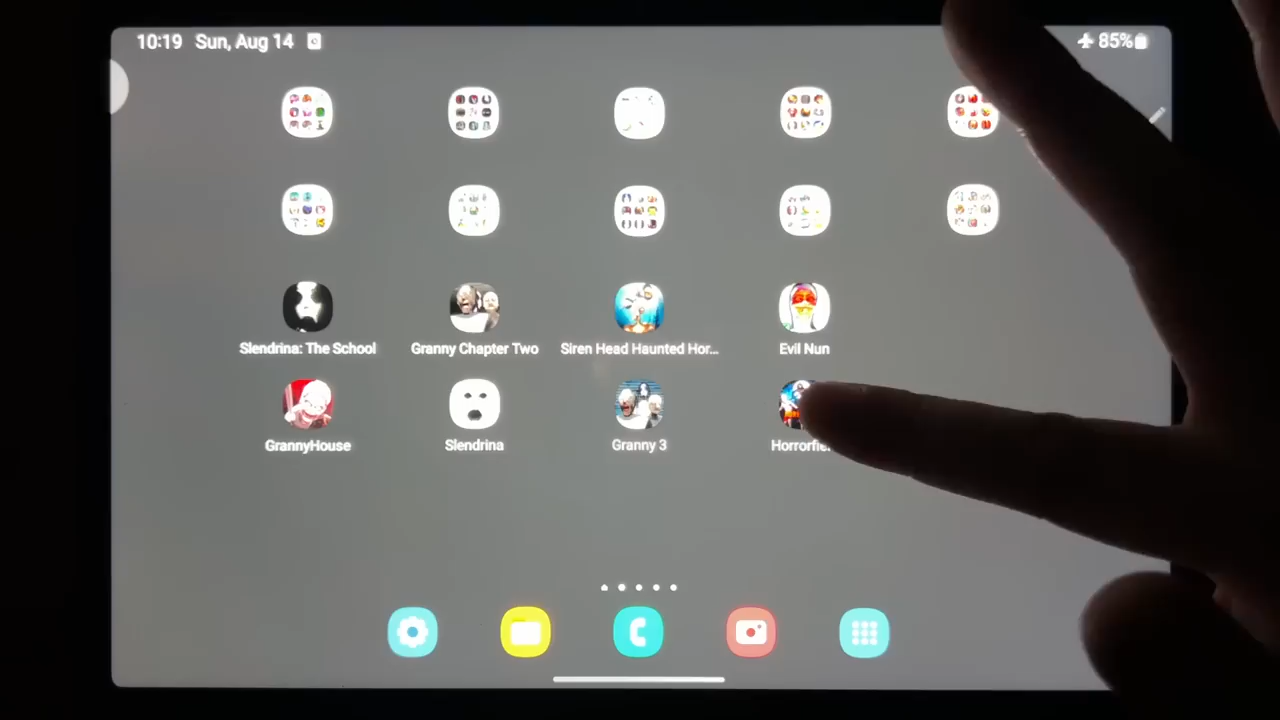 10:19 Sun, Aug 14 85%
Slendrina: The School Granny Chapter Two Siren Head Haunted Hor... Evil Nun
GrannyHouse Slendrina Granny 3 Horrorfie